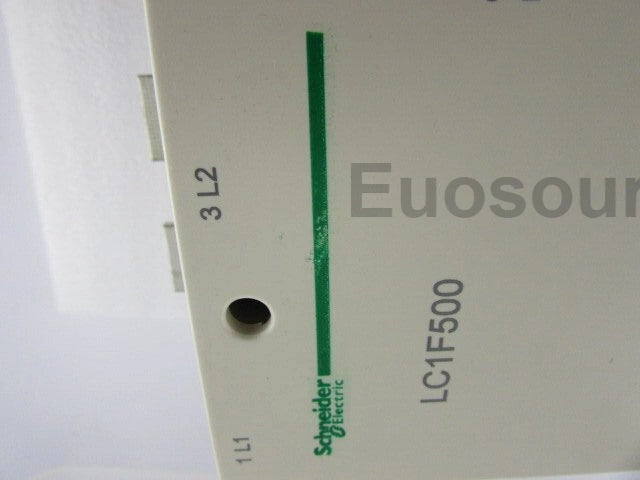 3 L2
1 L1
Schneider
Electric
LC1F500
Euosour